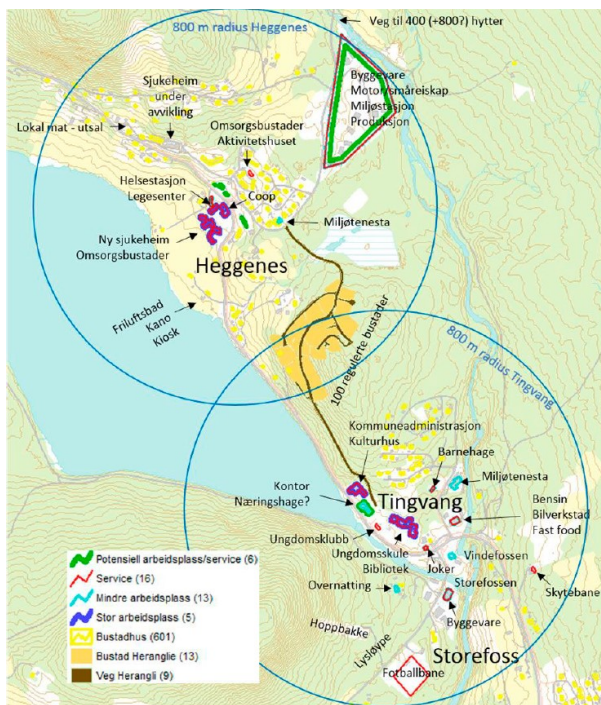 Veg til 400 (+800?) hytter
800 m radius Heggenes
Byggevare
Motor/småreiskap
Miljøstasjon
Produksjon
Sjukeheim
under
avvikling
Lokal mat - utsal
Omsorgsbustader
Aktivitetshuset
Helsestasjon
Legesenter
Coop
Miljøtenesta
Ny sjukeheim
Omsorgsbustader
Heggenes
Friluftsbad
Kano
Kiosk
100 regulerte bustader
800 m radius Tingvang
Kommuneadministrasjon
Kulturhus
Barnehage
Miljøtenesta
Kontor
Næringshage?
Tingvang
Bensin
Bilverkstad
Fast food
Ungdomsklubb
Ungdomsskule
Bibliotek
Joker
Vindefossen
Storefossen
Skytebane
Overnatting
Byggevare
Hoppbakke
Lysløype
Storefoss
Fotballbane
Potensiell arbeidsplass/service (6)
Service (16)
Mindre arbeidsplass (13)
Stor arbeidsplass (5)
Bustadhus (601)
Bustad Heranglie (13)
Veg Herangli (9)